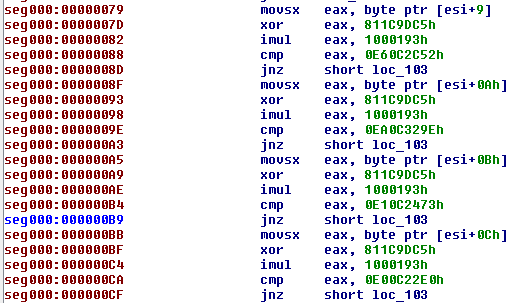 seg000:00000079 movsx eax, byte ptr [esi+9]
seg000:0000007D xor eax, 811C9DC5h
seg000:00000082 imul eax, 1000193h
seg000:00000088 cmp eax, 0E60C2C52h
seg000:0000008D jnz short loc_103
seg000:0000008F movsx eax, byte ptr [esi+0Ah]
seg000:00000093 xor eax, 811C9DC5h
seg000:00000098 imul eax, 1000193h
seg000:0000009E cmp eax, 0EA0C329Eh
seg000:000000A3 jnz short loc_103
seg000:000000A5 movsx eax, byte ptr [esi+0Bh]
seg000:000000A9 xor eax, 811C9DC5h
seg000:000000AE imul eax, 1000193h
seg000:000000B4 cmp eax, 0E10C2473h
seg000:000000B9 jnz short loc_103
seg000:000000BB movsx eax, byte ptr [esi+0Ch]
seg000:000000BF xor eax, 811C9DC5h
seg000:000000C4 imul eax, 1000193h
seg000:000000CA cmp eax, 0E00C22E0h
seg000:000000CF jnz short loc_103